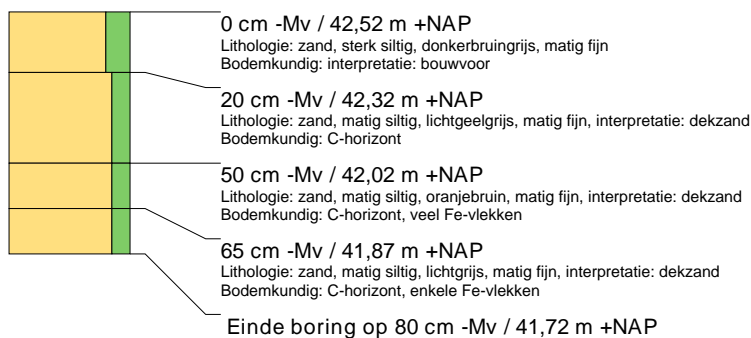 0 cm -Mv / 42,52 m +NAP
Lithologie: zand, sterk siltig, donkerbruingrijs, matig fijn
Bodemkundig: interpretatie: bouwvoor
20 cm -Mv / 42,32 m +NAP
Lithologie: zand, matig siltig, lichtgeelgrijs, matig fijn, interpretatie: dekzand
Bodemkundig: C-horizont
50 cm -Mv / 42,02 m +NAP
Lithologie: zand, matig siltig, oranjebruin, matig fijn, interpretatie: dekzand
Bodemkundig: C-horizont, veel Fe-vlekken
65 cm -Mv / 41,87 m +NAP
Lithologie: zand, matig siltig, lichtgrijs, matig fijn, interpretatie: dekzand
Bodemkundig: C-horizont, enkele Fe-vlekken
Einde boring op 80 cm -Mv / 41,72 m +NAP